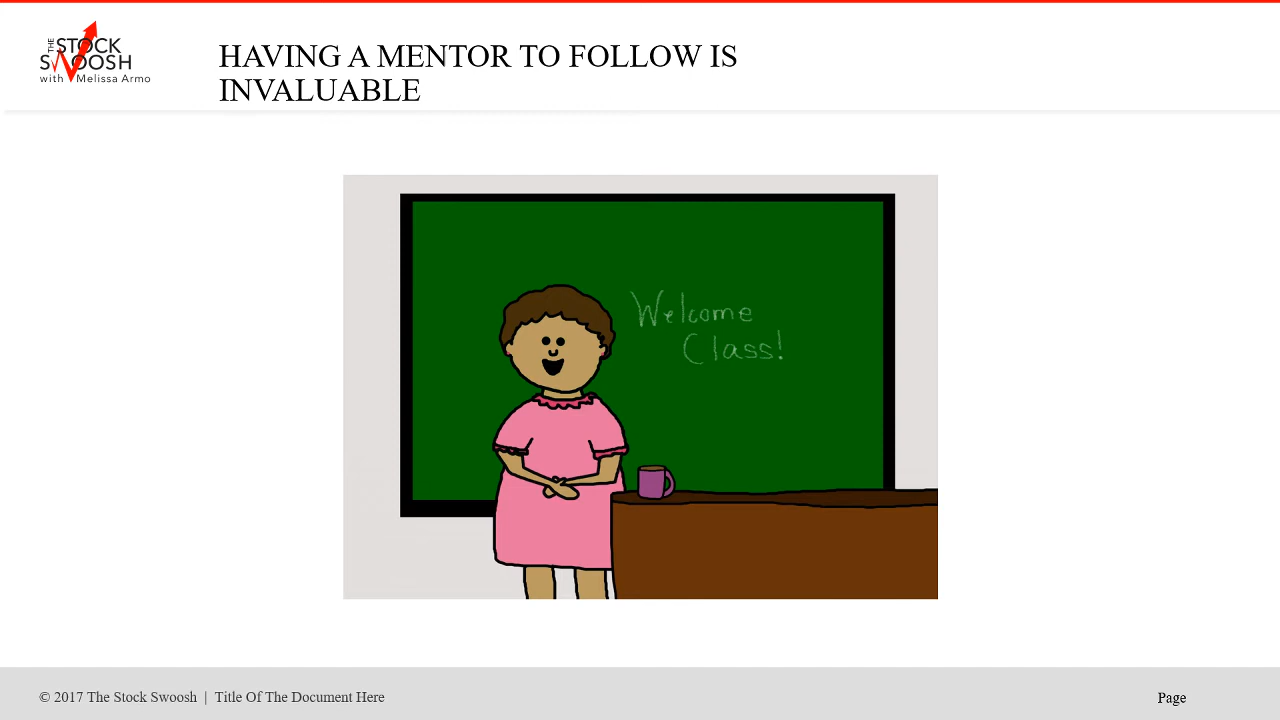 THE
STOCK
SWOOSH
with Melissa Armo
HAVING A MENTOR TO FOLLOW IS
INVALUABLE
Welcome
Class!
© 2017 The Stock Swoosh | Title Of The Document Here
Page